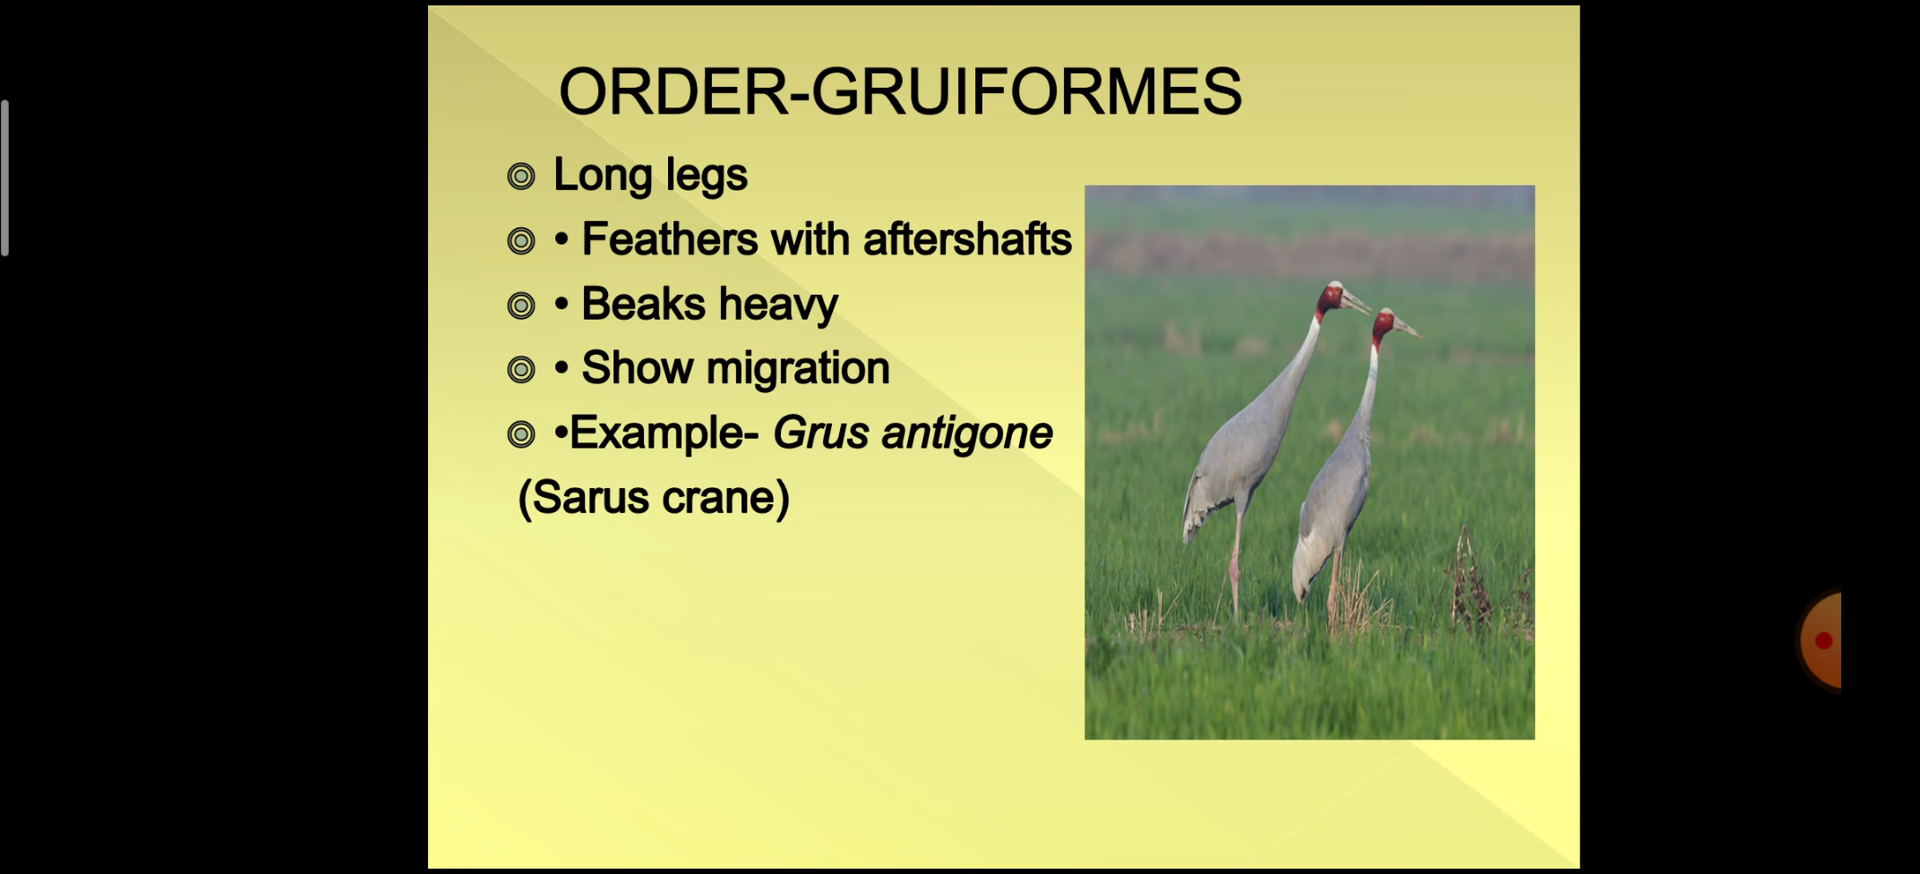 ORDER-GRUIFORMES
Long legs
• Feathers with aftershafts
• Beaks heavy
• Show migration
•Example- Grus antigone
(Sarus crane)